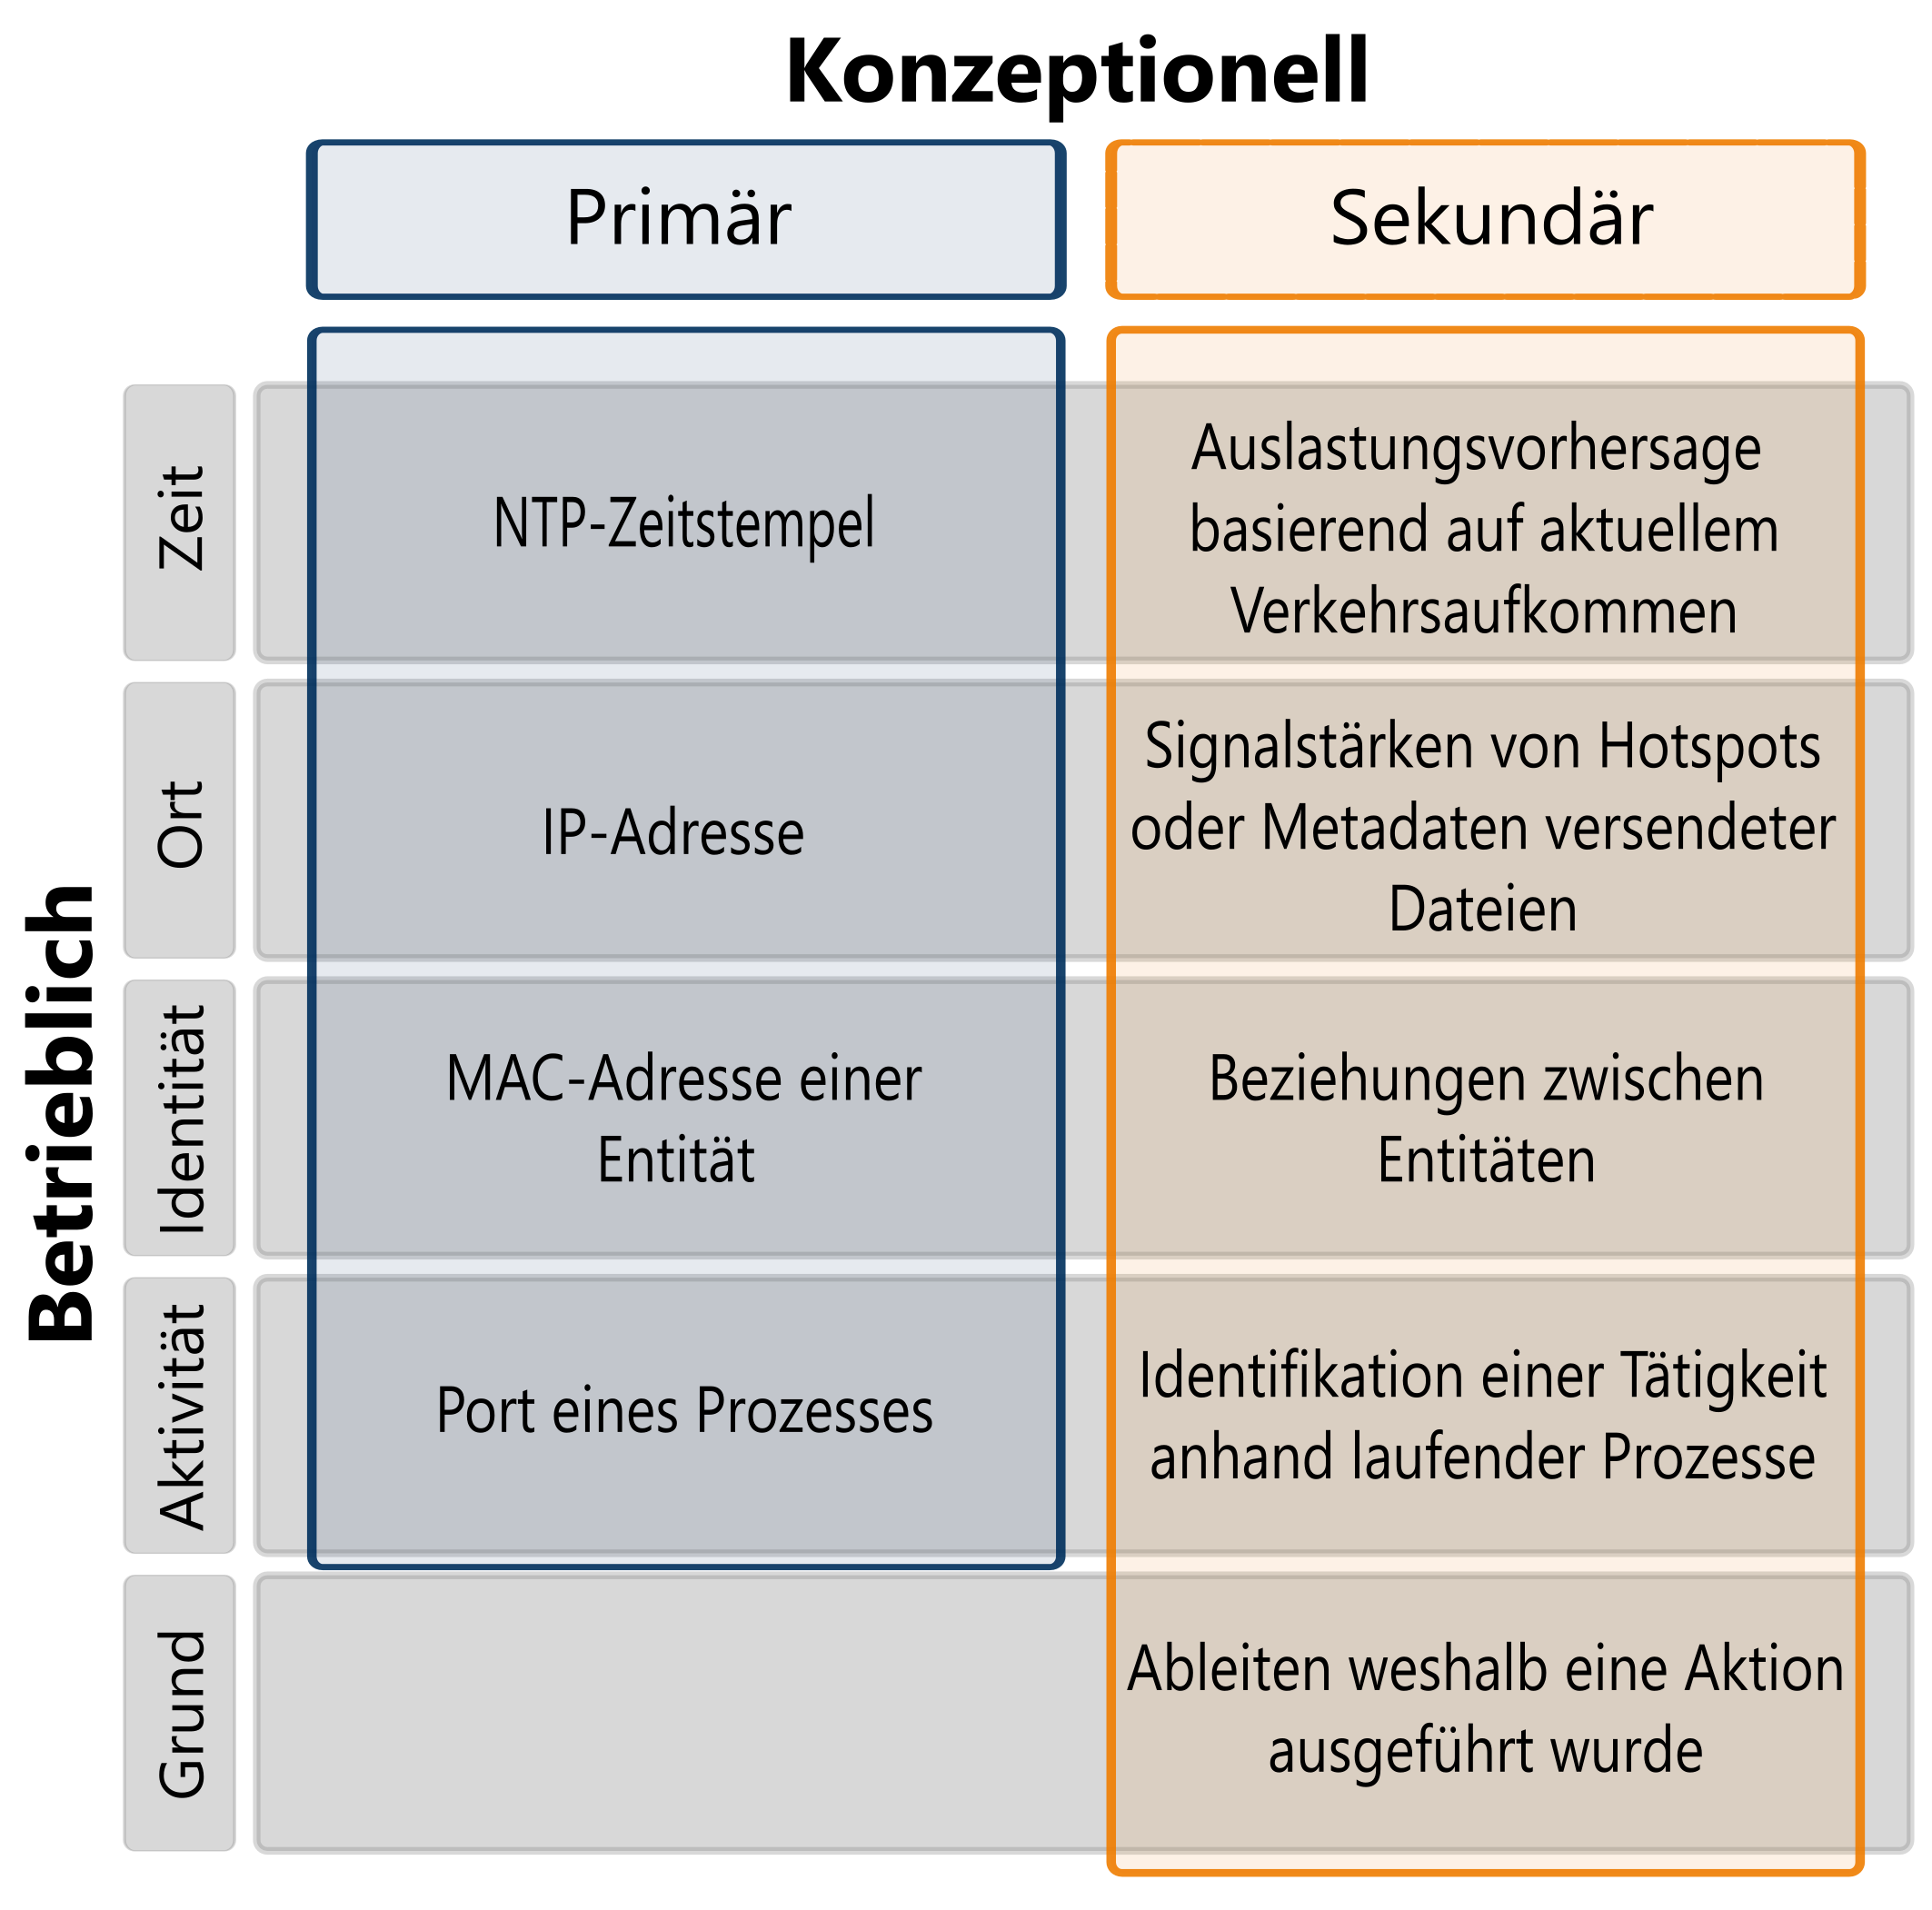 Konzeptionell
Primär
Sekundär
Betrieblich
Zeit
NTP-Zeitstempel
Auslastungsvorhersage
basierend auf aktuellem
Verkehrsaufkommen
Ort
IP-Adresse
Signalstärken von Hotspots
oder Metadaten versendeter
Dateien
Identität
MAC-Adresse einer
Entität
Beziehungen zwischen
Entitäten
Aktivität
Port eines Prozesses
Identifikation einer Tätigkeit
anhand laufender Prozesse
Grund
Ableiten weshalb eine Aktion
ausgeführt wurde